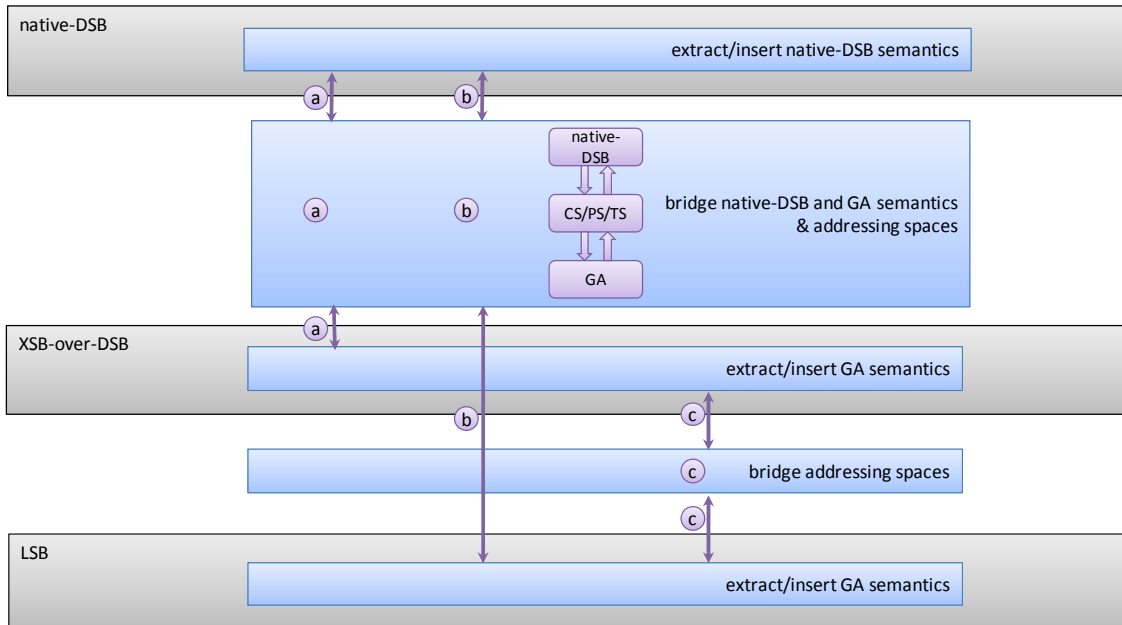 native-DSB
extract/insert native-DSB semantics
a
b
native-
DSB
a
b
CS/PS/TS
bridge native-DSB and GA semantics
& addressing spaces
GA
a
XSB-over-DSB
extract/insert GA semantics
b
c
c
bridge addressing spaces
c
LSB
extract/insert GA semantics